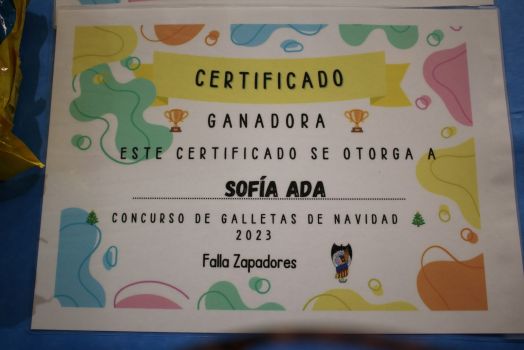 CERTIFICADO
GANADORA
ESTE CERTIFICADO SE OTORGA A
SOFÍA ADA
CONCURSO DE GALLETAS DE NAVIDAD
2023
Falla Zapadores